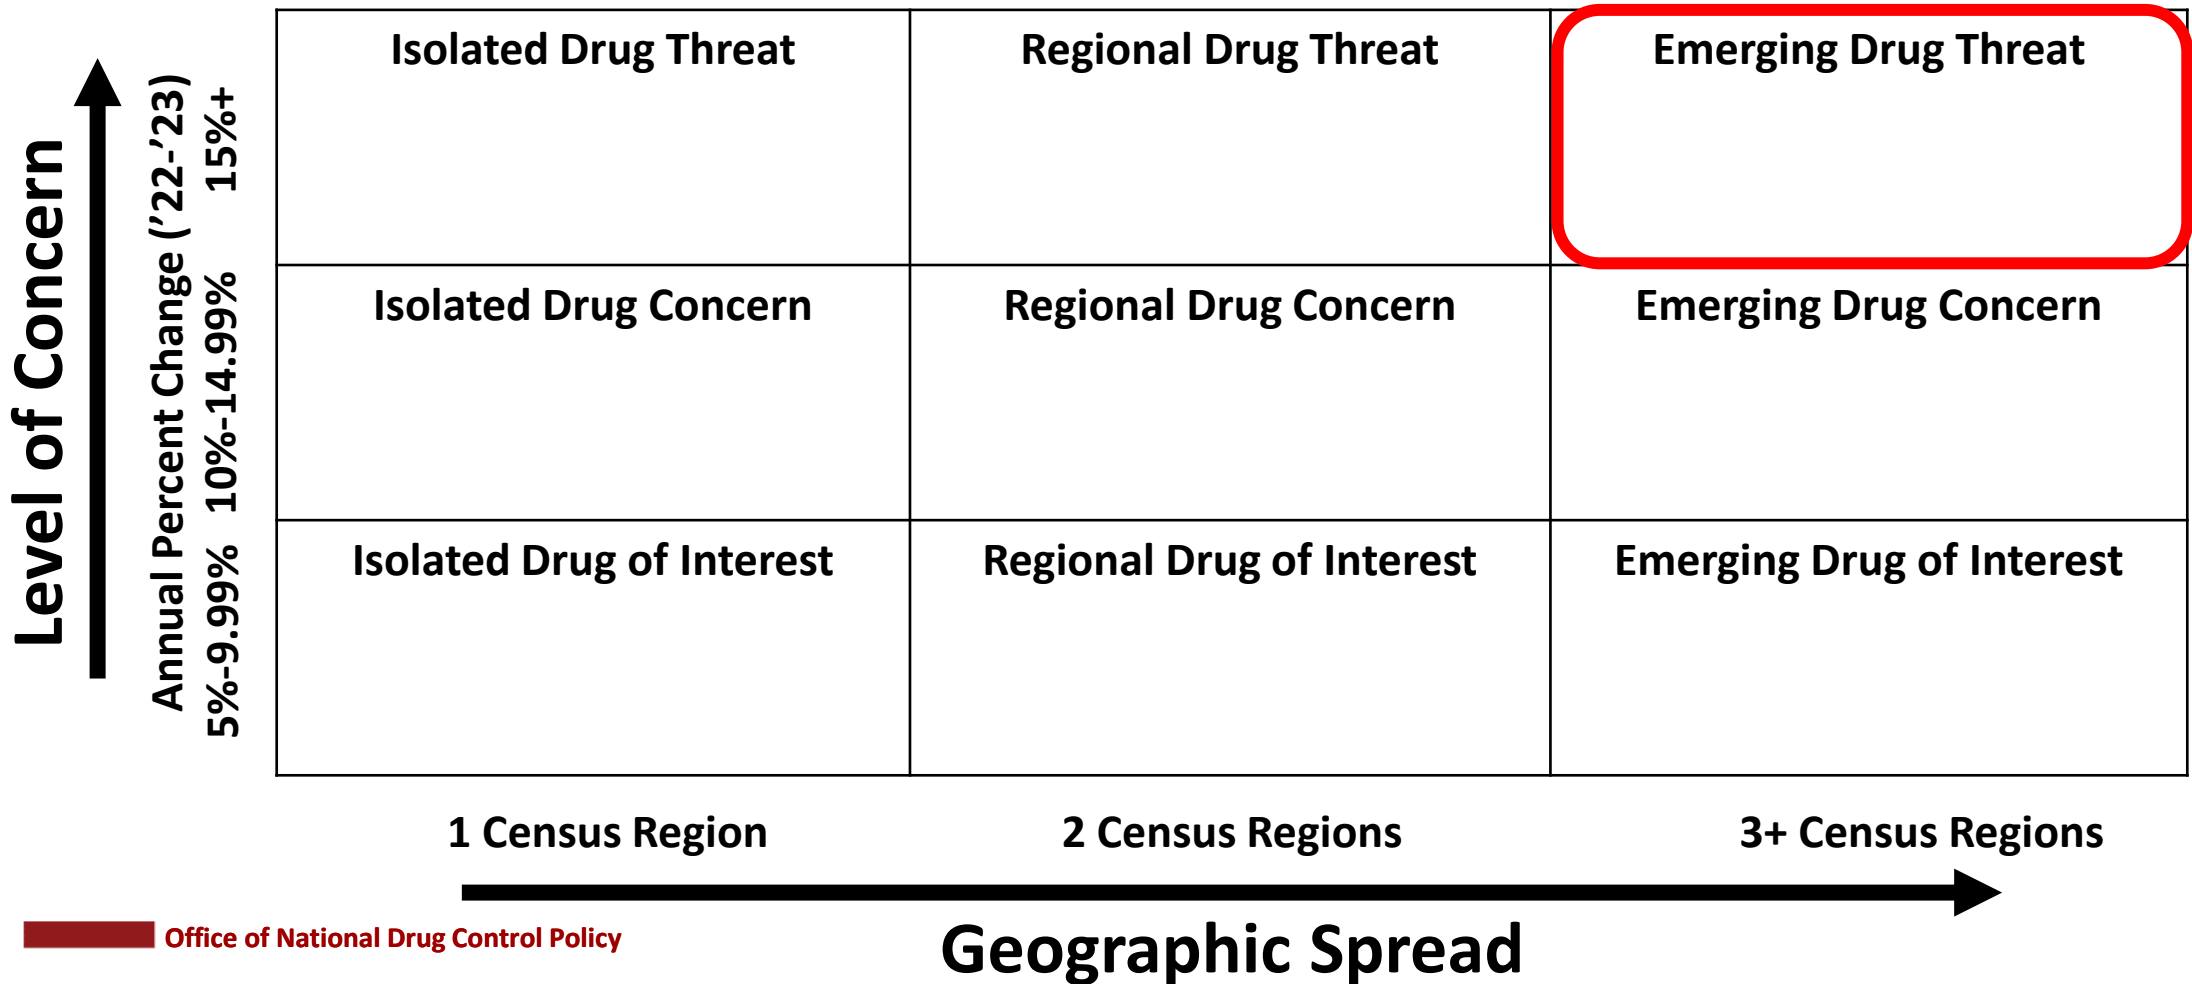 Level of Concern
Annual Percent Change (’22-’23)
15%+
10%-14.99%
5%-9.99%
Isolated Drug Threat
Regional Drug Threat
Emerging Drug Threat
Isolated Drug Concern
Regional Drug Concern
Emerging Drug Concern
Isolated Drug of Interest
Regional Drug of Interest
Emerging Drug of Interest
1 Census Region
2 Census Regions
3+ Census Regions
Geographic Spread
Office of National Drug Control Policy